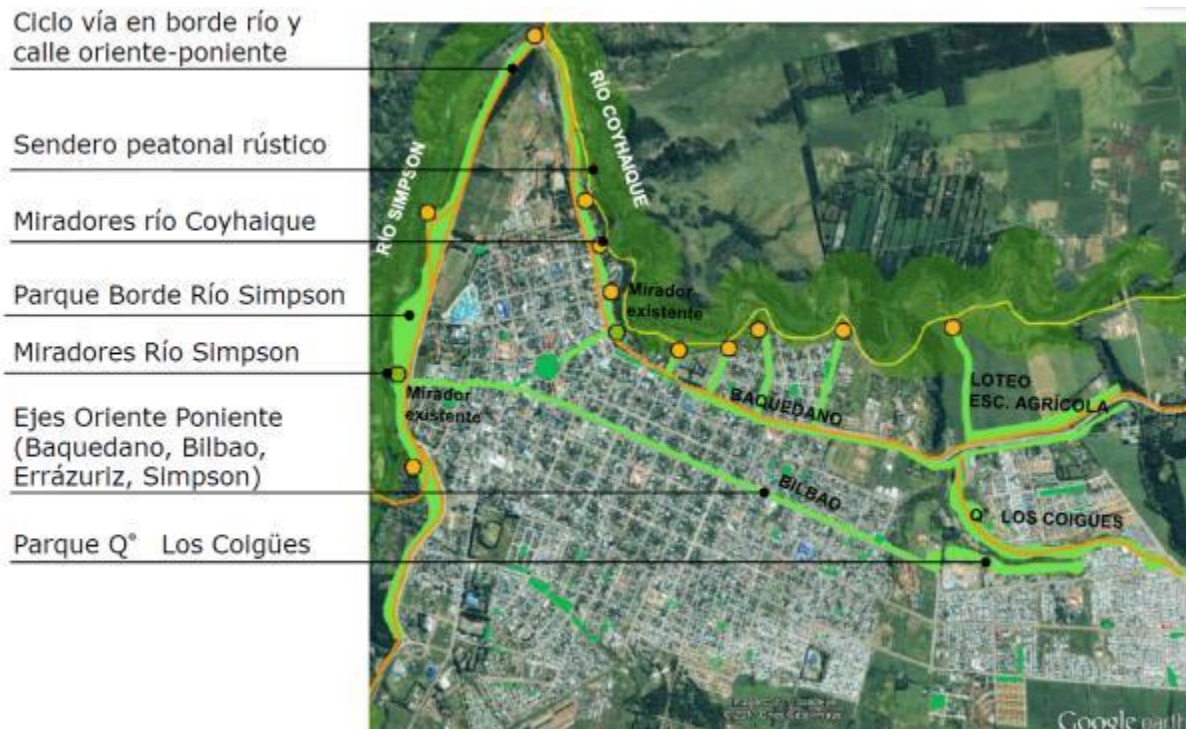 Ciclo vía en borde río y
calle oriente-poniente
Sendero peatonal rústico
Miradores río Coyhaique
Parque Borde Río Simpson
Miradores Río Simpson
Ejes Oriente Poniente
(Baquedano, Bilbao,
Errázuriz, Simpson)
Parque Q° Los Coigües
RÍO SIMPSON
RÍO COYHAIQUE
Mirador
existente
Mirador
existente
BAQUEDANO
LOTEO
ESC. AGRÍCOLA
BILBAO
Q° LOS COIGÜES
Google earth